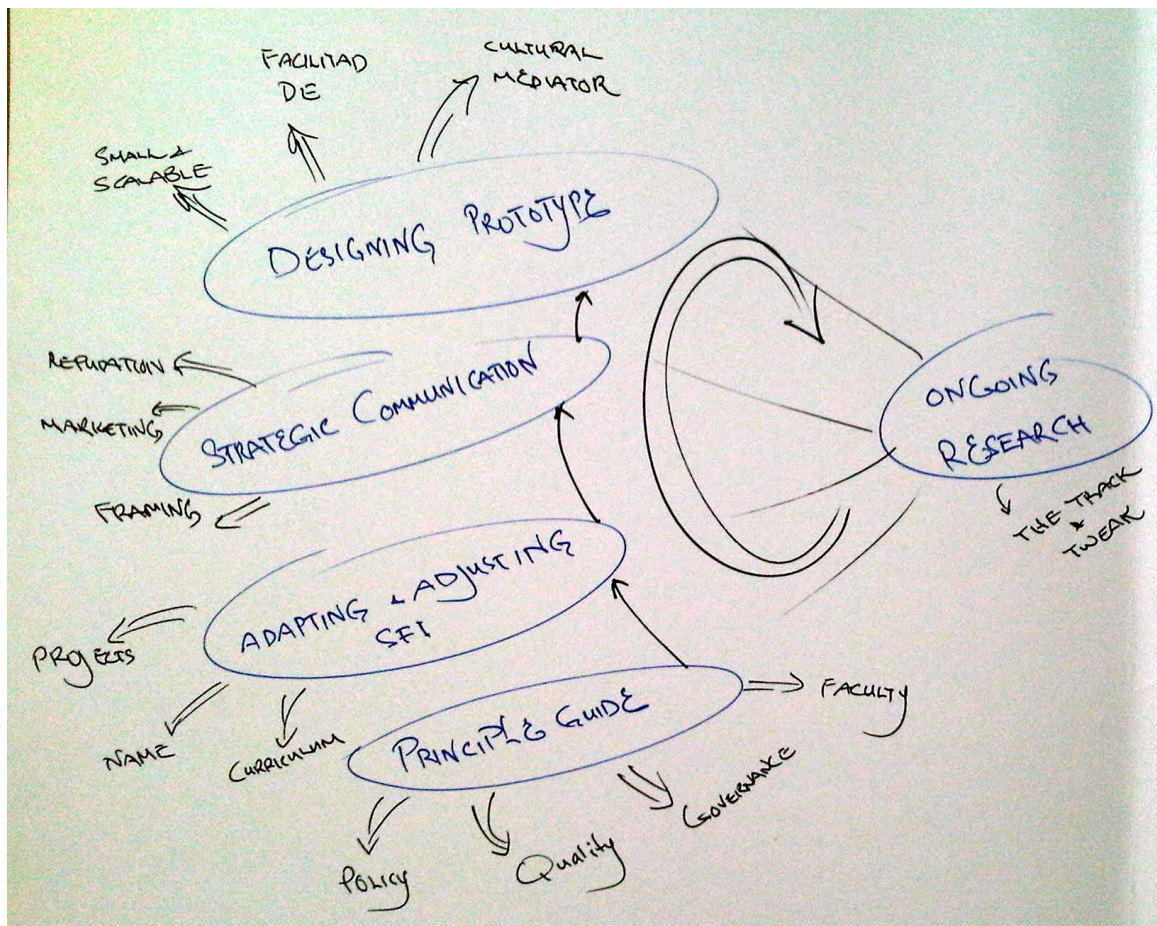 FACILITAD
DE
CULTURAL
MEDIATOR
SMALL &
SCALABLE
DESIGNING PROTOTYPE
REPUTATION
MARKETING
FRAMING
STRATEGIC COMMUNICATION
ONGOING
RESEARCH
THE TRACK
&
TWEAK
ADAPTING & ADJUSTING
SFI
PROJECTS
NAME
CURRICULUM
PRINCIPLE GUIDE
FACULTY
GOVERNANCE
Quality
POLICY